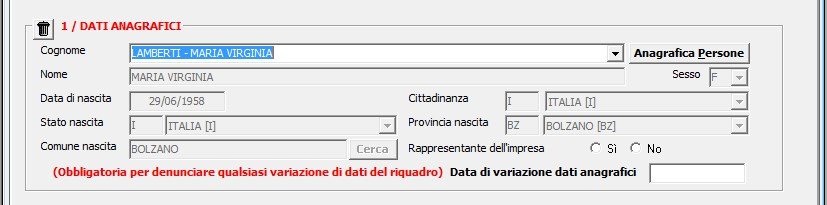 1 / DATI ANAGRAFICI
Cognome LAMBERTI - MARIA VIRGINIA Anagrafica Persone
Nome MARIA VIRGINIA Sesso F
Data di nascita 29/06/1958 Cittadinanza I ITALIA [I]
Stato nascita I ITALIA [I] Provincia nascita BZ BOLZANO [BZ]
Comune nascita BOLZANO Cerca Rappresentante dell'impresa Sì No
(Obbligatoria per denunciare qualsiasi variazione di dati del riquadro) Data di variazione dati anagrafici